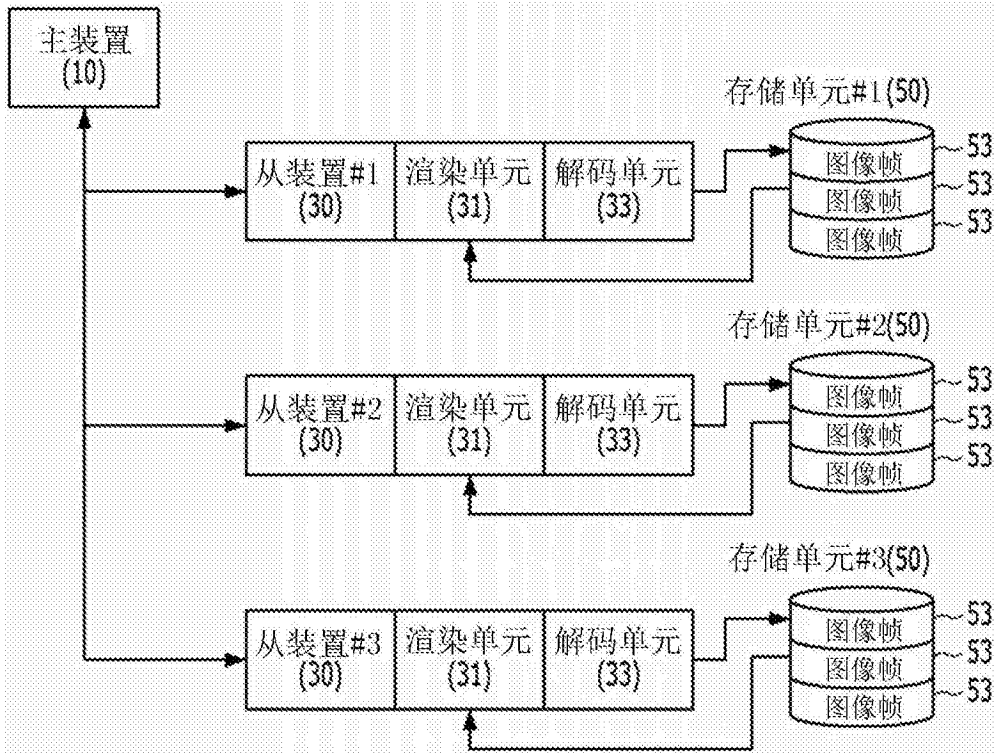 主装置
(10)
存储单元#1(50)
从装置#1
(30)
渲染单元
(31)
解码单元
(33)
图像帧
53
图像帧
53
图像帧
53
存储单元#2(50)
从装置#2
(30)
渲染单元
(31)
解码单元
(33)
图像帧
53
图像帧
53
图像帧
53
存储单元#3(50)
从装置#3
(30)
渲染单元
(31)
解码单元
(33)
图像帧
53
图像帧
53
图像帧
53